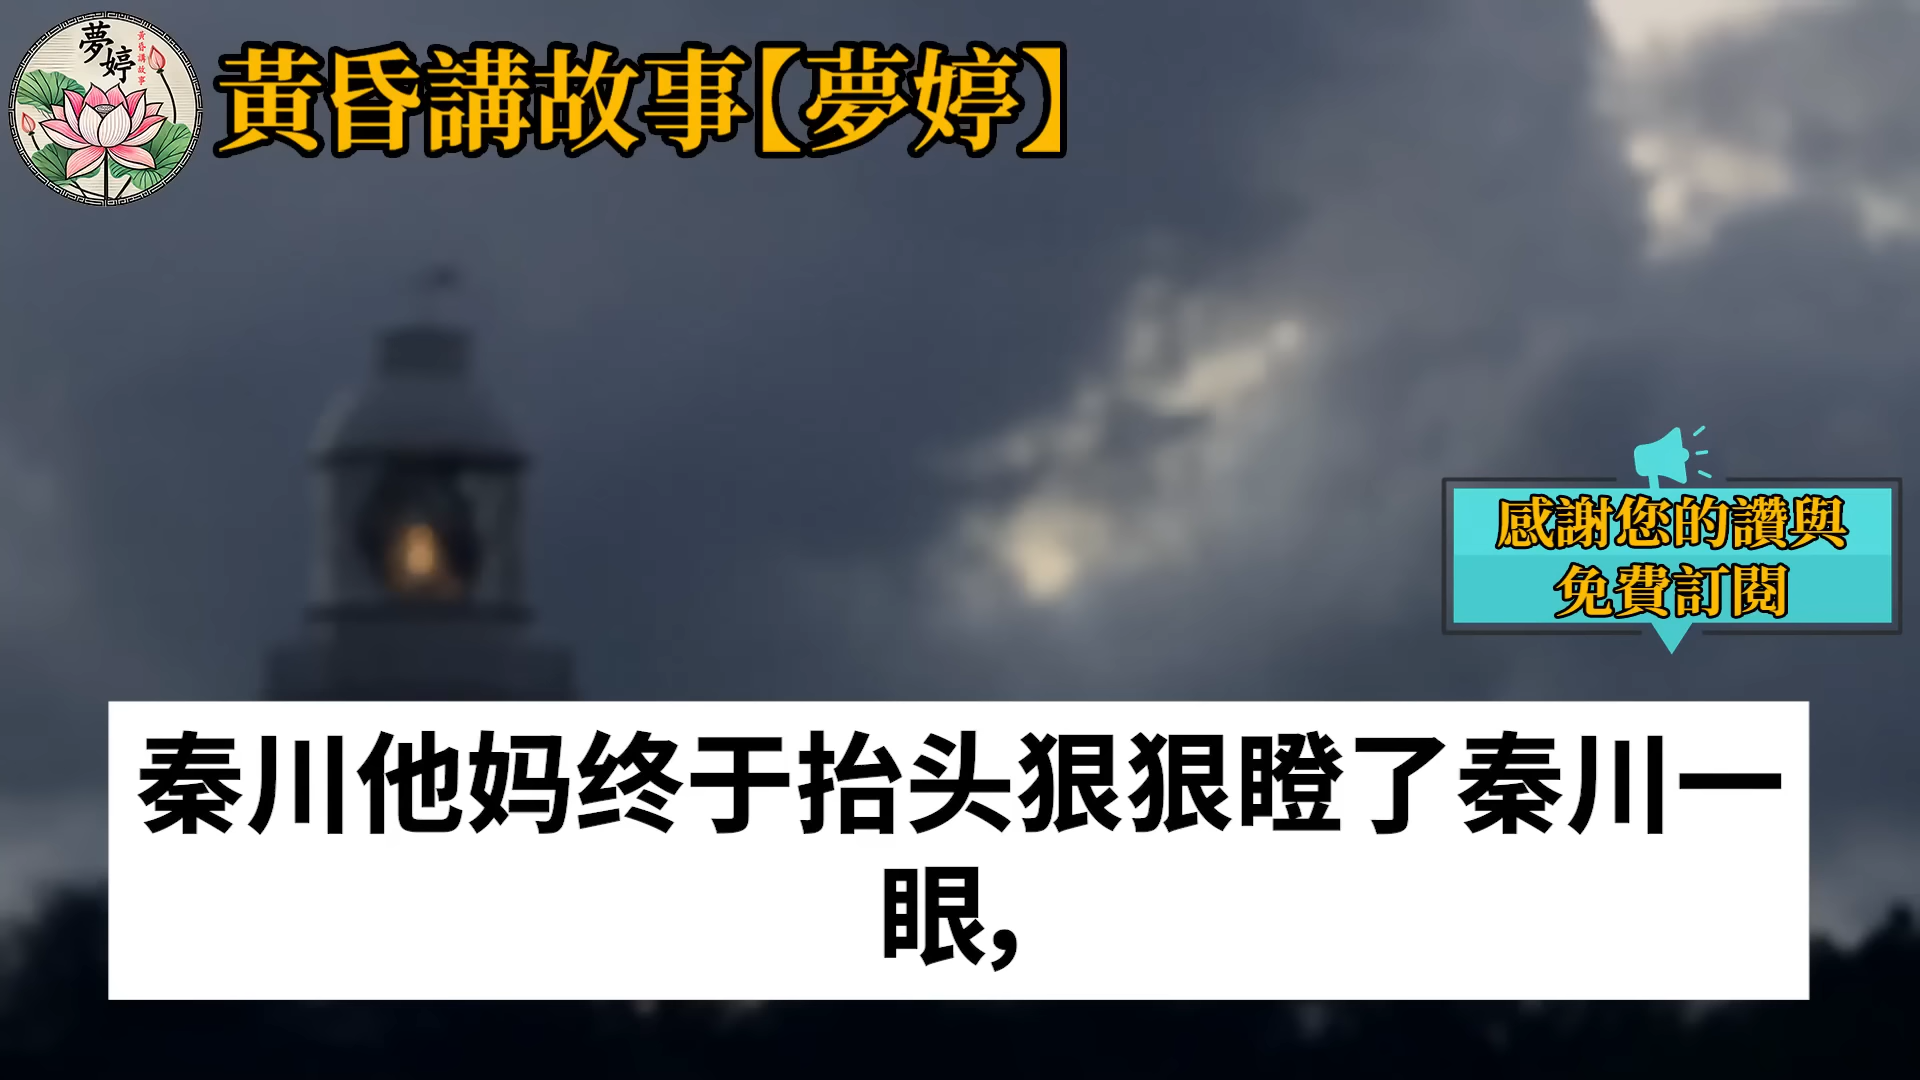 夢婷
黃昏講故事
黃昏講故事【夢婷】
感謝您的讚與
免費訂閱
秦川他妈终于抬头狠狠瞪了秦川一
眼,